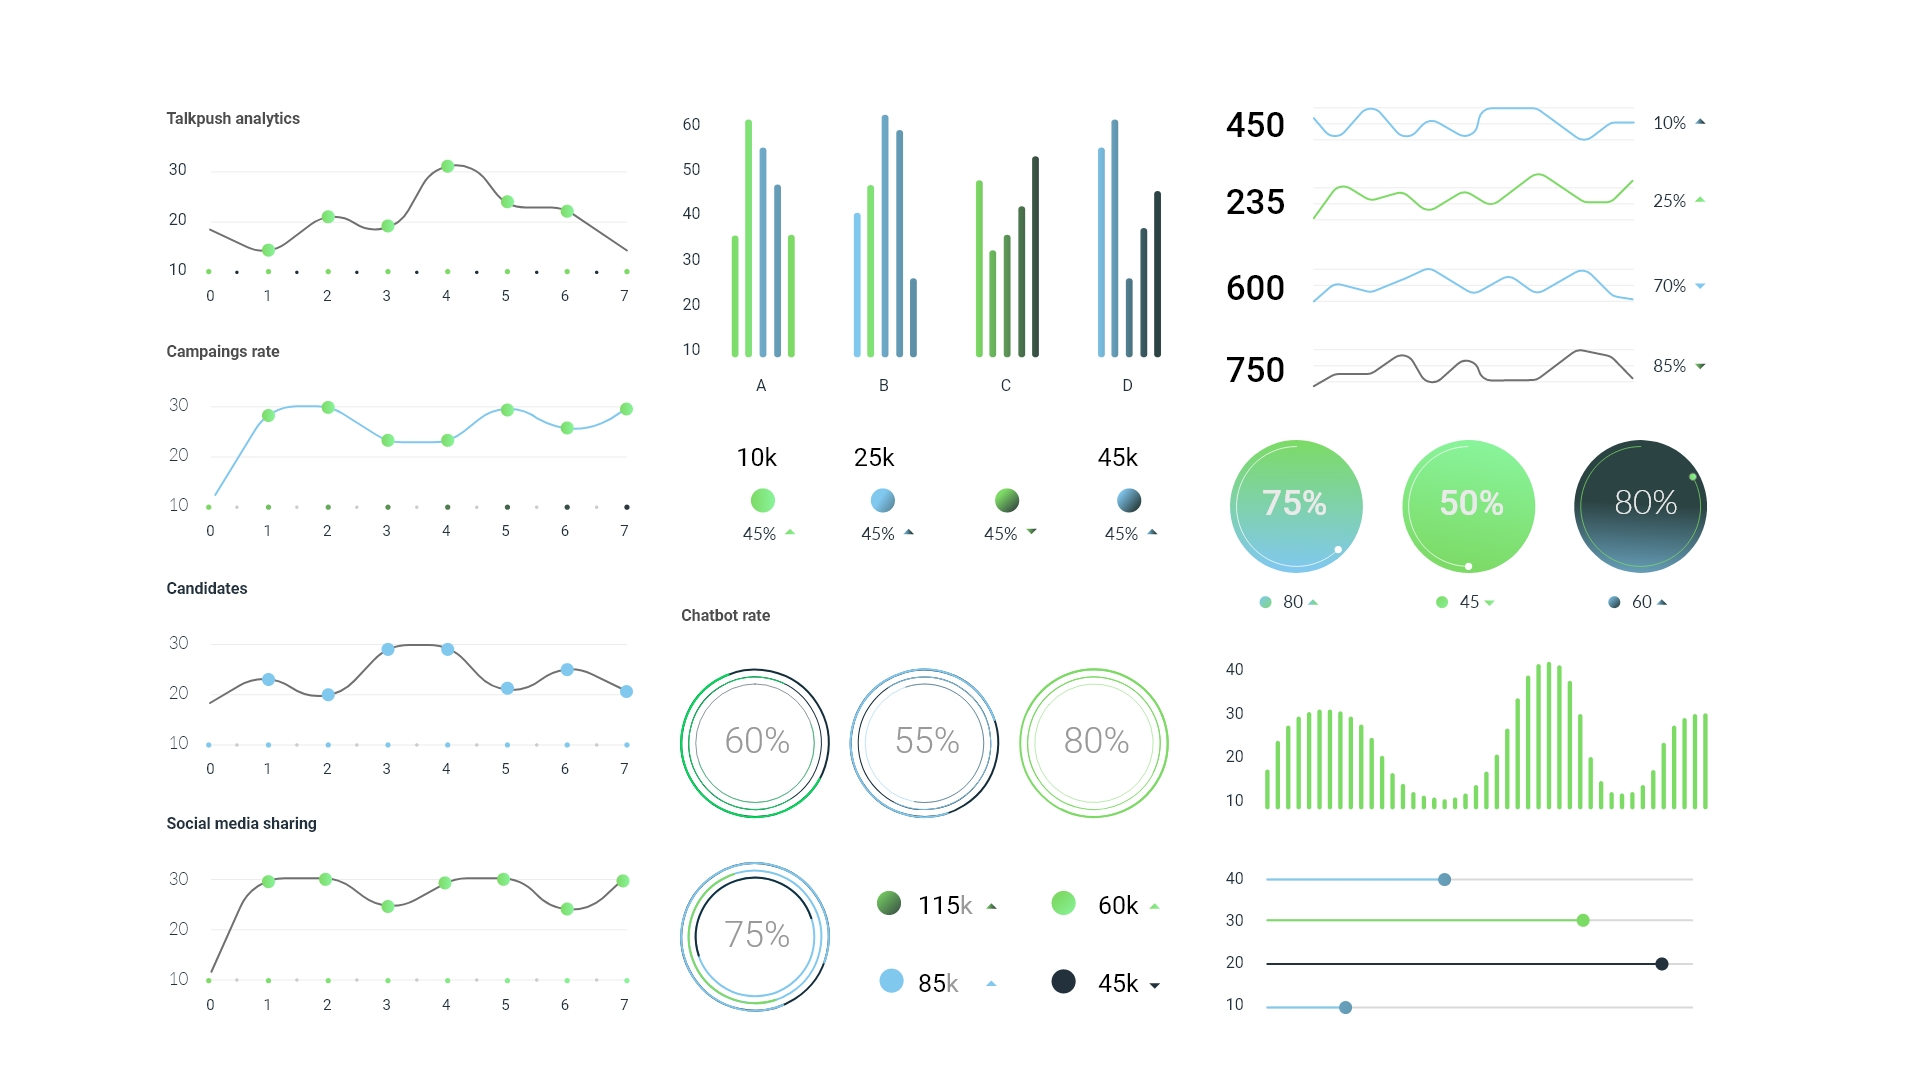 Talkpush analytics
30
20
10
0 1 2 3 4 5 6 7
Campaings rate
30
20
10
0 1 2 3 4 5 6 7
Candidates
30
20
10
0 1 2 3 4 5 6 7
Social media sharing
30
20
10
0 1 2 3 4 5 6 7
60
50
40
30
20
10
A B C D
10k 25k 45k
45% 45% 45% 45%
Chatbot rate
60% 55% 80%
75%
115k 60k
85k 45k
450 10%
235 25%
600 70%
750 85%
75% 50% 80%
80 45 60
40
30
20
10
40
30
20
10